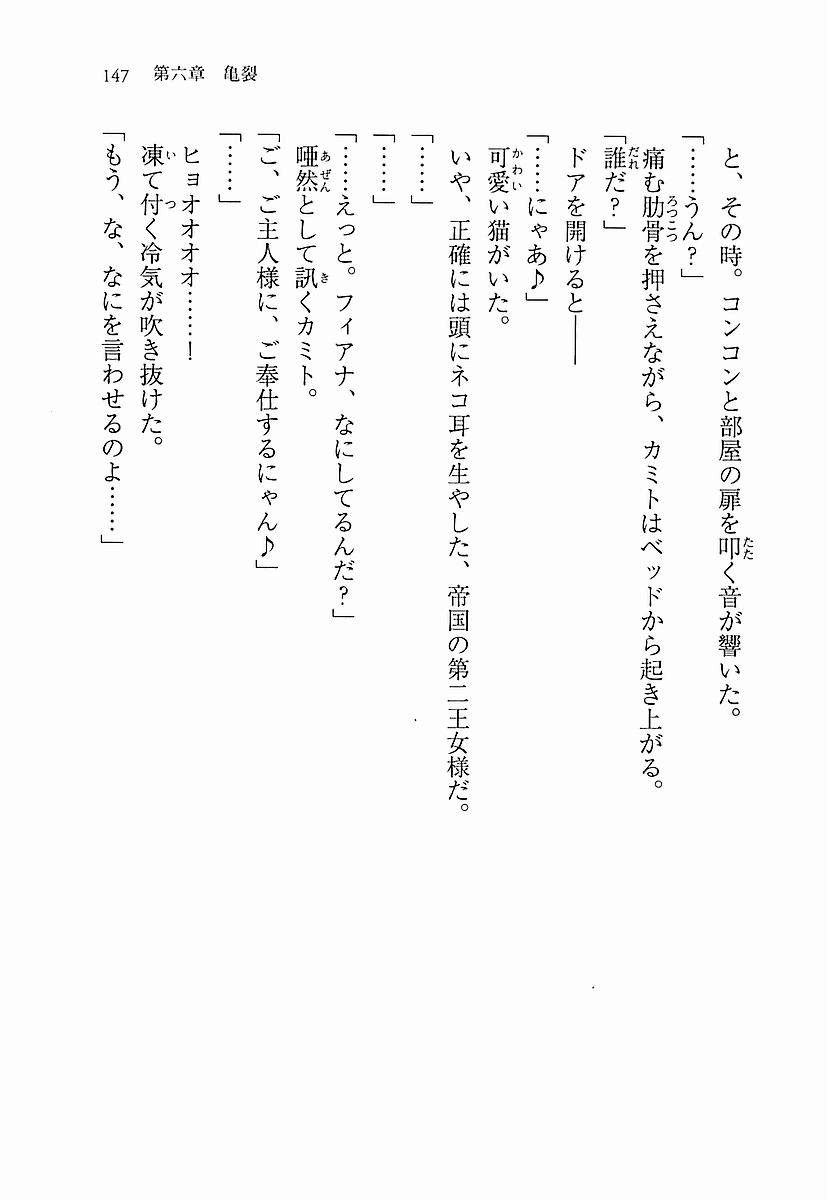 147　第六章　亀裂
　と、その時。コンコンと部屋の扉を叩く音が響いた。
「……うん？」
　痛む肋骨を押さえながら、カミトはベッドから起き上がる。
「誰だ？」
　ドアを開けると――
「……にゃあ♪」
　可愛い猫がいた。
　いや、正確には頭にネコ耳を生やした、帝国の第二王女様だ。
「……」
「……」
「……えっと。フィアナ、なにしてるんだ？」
　唖然として訊くカミト。
「ご、ご主人様に、ご奉仕するにゃん♪」
「……」
　ヒョオオオオ……！
　凍て付く冷気が吹き抜けた。
「もう、な、なにを言わせるのよ……」